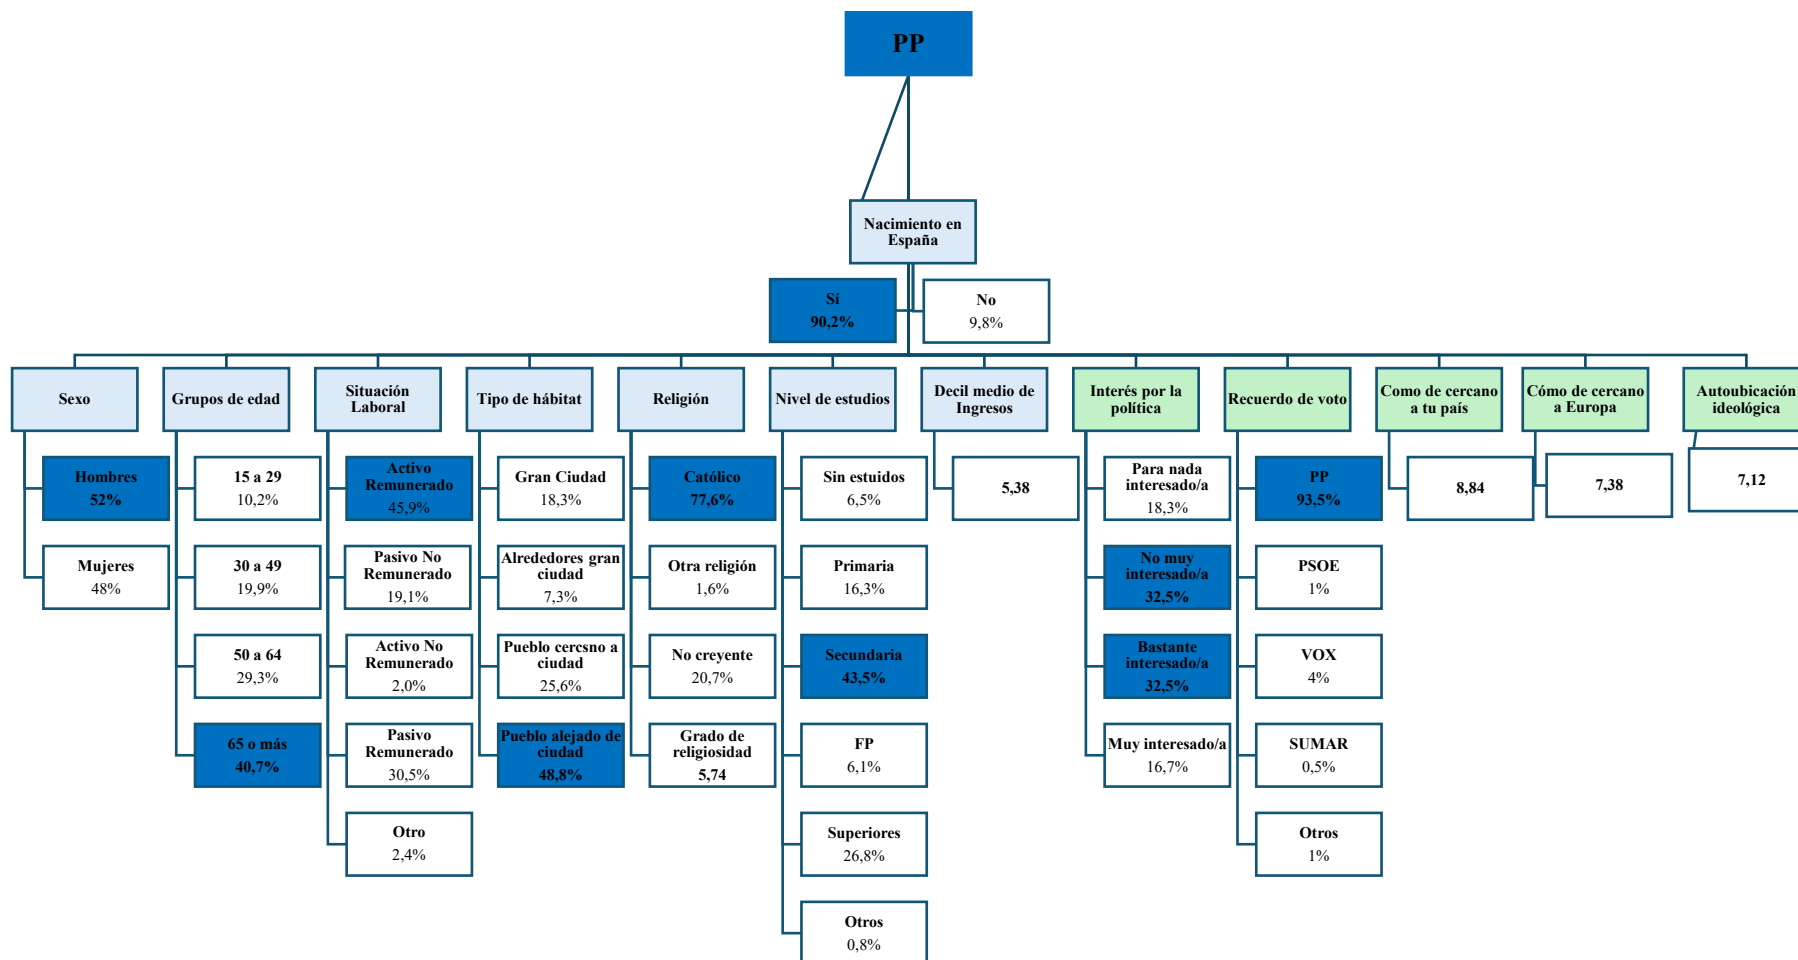 PP
Nacimiento en
España
Sí
90,2%
No
9,8%
Sexo
Hombres
52%
Mujeres
48%
Grupos de edad
15 a 29
10,2%
30 a 49
19,9%
50 a 64
29,3%
65 o más
40,7%
Situación
Laboral
Activo
Remunerado
45,9%
Pasivo No
Remunerado
19,1%
Activo No
Remunerado
2,0%
Pasivo
Remunerado
30,5%
Otro
2,4%
Tipo de hábitat
Gran Ciudad
18,3%
Alrededores gran
ciudad
7,3%
Pueblo cercsno a
ciudad
25,6%
Pueblo alejado de
ciudad
48,8%
Religión
Católico
77,6%
Otra religión
1,6%
No creyente
20,7%
Grado de
religiosidad
5,74
Nivel de estudios
Sin estuidos
6,5%
Primaria
16,3%
Secundaria
43,5%
FP
6,1%
Superiores
26,8%
Otros
0,8%
Decil medio de
Ingresos
5,38
Interés por la
política
Para nada
interesado/a
18,3%
No muy
interesado/a
32,5%
Bastante
interesado/a
32,5%
Muy interesado/a
16,7%
Recuerdo de voto
PP
93,5%
PSOE
1%
VOX
4%
SUMAR
0,5%
Otros
1%
Como de cercano
a tu país
8,84
Cómo de cercano
a Europa
7,38
Autoubicación
ideológica
7,12